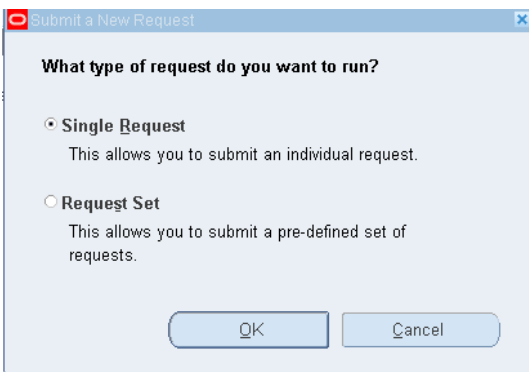 Submit a New Request
What type of request do you want to run?
Single Request
This allows you to submit an individual request.
Request Set
This allows you to submit a pre-defined set of
requests.
OK
Cancel